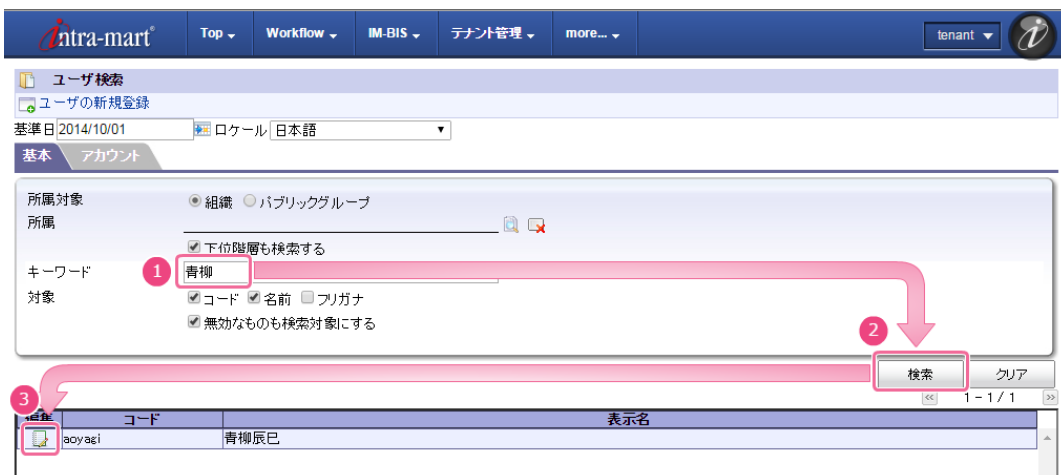 intra-mart® Top Workflow IM-BIS テナント管理 more... tenant
ユーザ検索
ユーザの新規登録
基準日 2014/10/01 ロケール 日本語
基本 アカウント
所属対象 組織 パブリックグループ
所属
下位階層も検索する
キーワード 1 青柳
対象 コード 名前 フリガナ
無効なものも検索対象にする
2
検索 クリア
3 << 1 - 1 / 1 >>
編集 コード 表示名
aoyagi 青柳辰巳